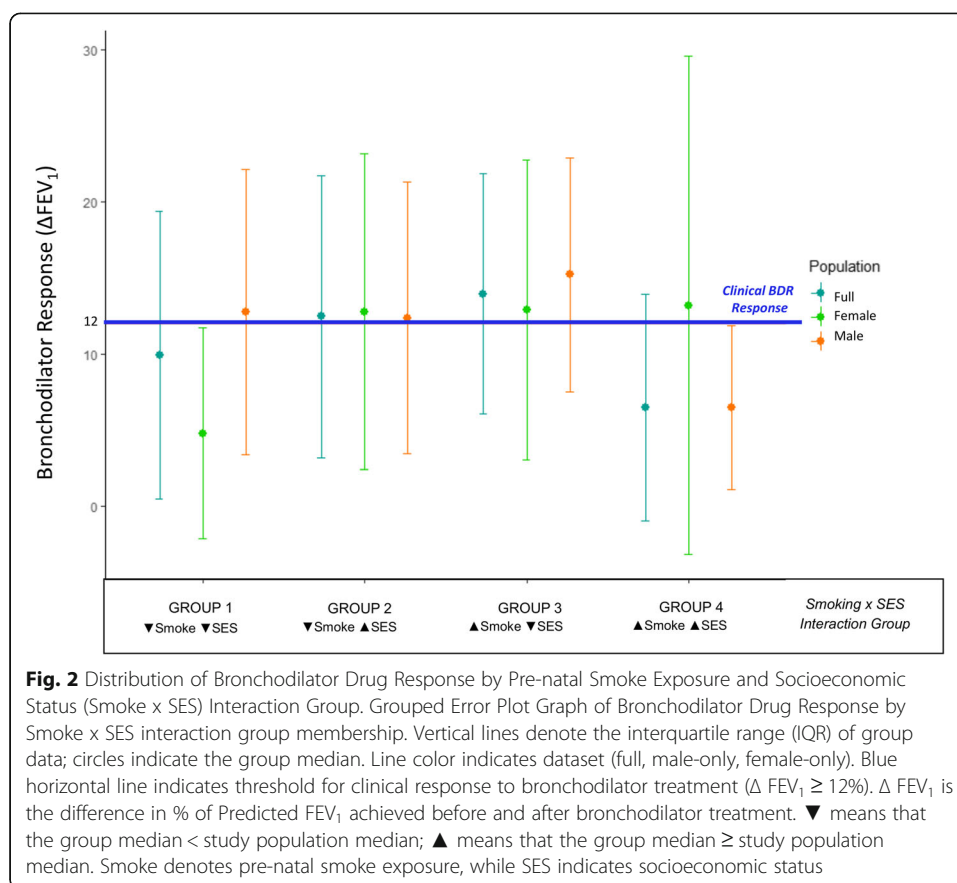 30
20
12
10
0
Bronchodilator Response (ΔFEV₁)
Clinical BDR
Response
Population
Full
Female
Male
GROUP 1
▼Smoke ▼SES
GROUP 2
▼Smoke ▲SES
GROUP 3
▲Smoke ▼SES
GROUP 4
▲Smoke ▲SES
Smoking x SES
Interaction Group
Fig. 2 Distribution of Bronchodilator Drug Response by Pre-natal Smoke Exposure and Socioeconomic
Status (Smoke x SES) Interaction Group. Grouped Error Plot Graph of Bronchodilator Drug Response by
Smoke x SES interaction group membership. Vertical lines denote the interquartile range (IQR) of group
data; circles indicate the group median. Line color indicates dataset (full, male-only, female-only). Blue
horizontal line indicates threshold for clinical response to bronchodilator treatment (Δ FEV₁ ≥ 12%). Δ FEV₁ is
the difference in % of Predicted FEV₁ achieved before and after bronchodilator treatment. ▼ means that
the group median < study population median; ▲ means that the group median ≥ study population
median. Smoke denotes pre-natal smoke exposure, while SES indicates socioeconomic status